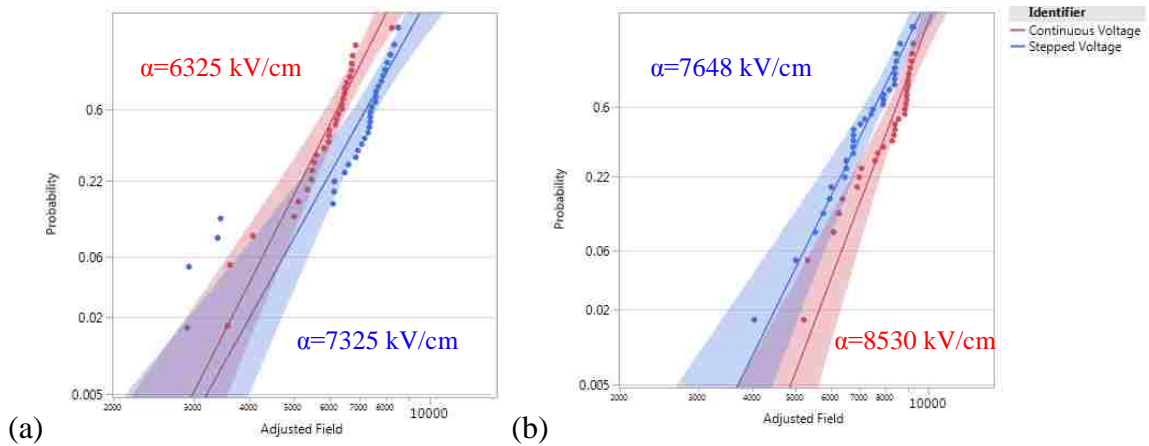 Identifier
Continuous Voltage
Stepped Voltage
α=6325 kV/cm
α=7325 kV/cm
Probability
0.6
0.22
0.06
0.02
0.005
2000 3000 4000 5000 6000 7000 8000 10000
Adjusted Field
(a)
α=7648 kV/cm
α=8530 kV/cm
Probability
0.6
0.22
0.06
0.02
0.005
2000 3000 4000 5000 6000 7000 8000 10000
Adjusted Field
(b)